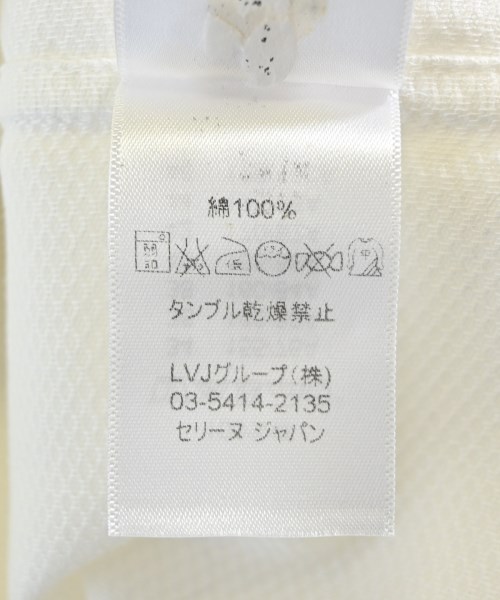 綿100%
タンブル乾燥禁止
LVJグループ(株)
03-5414-2135
セリーヌ ジャパン